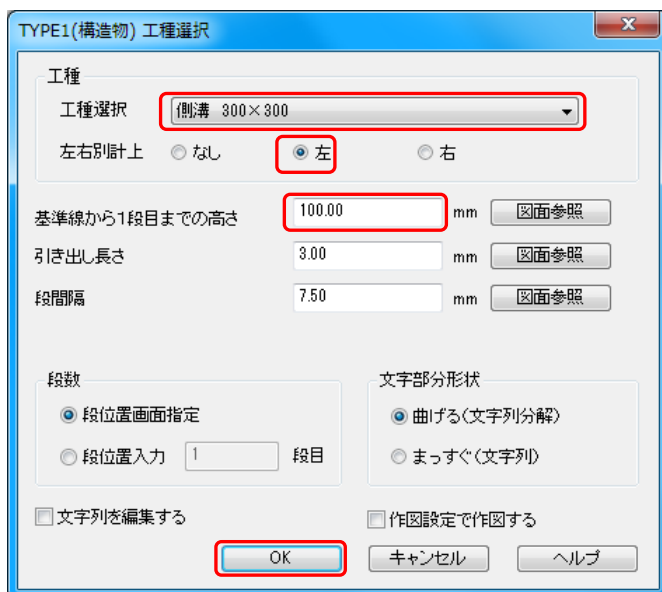 TYPE1(構造物) 工種選択
工種
工種選択 側溝 300×300
左右別計上 なし 左 右
基準線から1段目までの高さ 100.00 mm 図面参照
引き出し長さ 3.00 mm 図面参照
段間隔 7.50 mm 図面参照
段数
段位置画面指定
段位置入力 1 段目
文字部分形状
曲げる(文字列分解)
まっすぐ(文字列)
文字列を編集する
作図設定で作図する
OK キャンセル ヘルプ